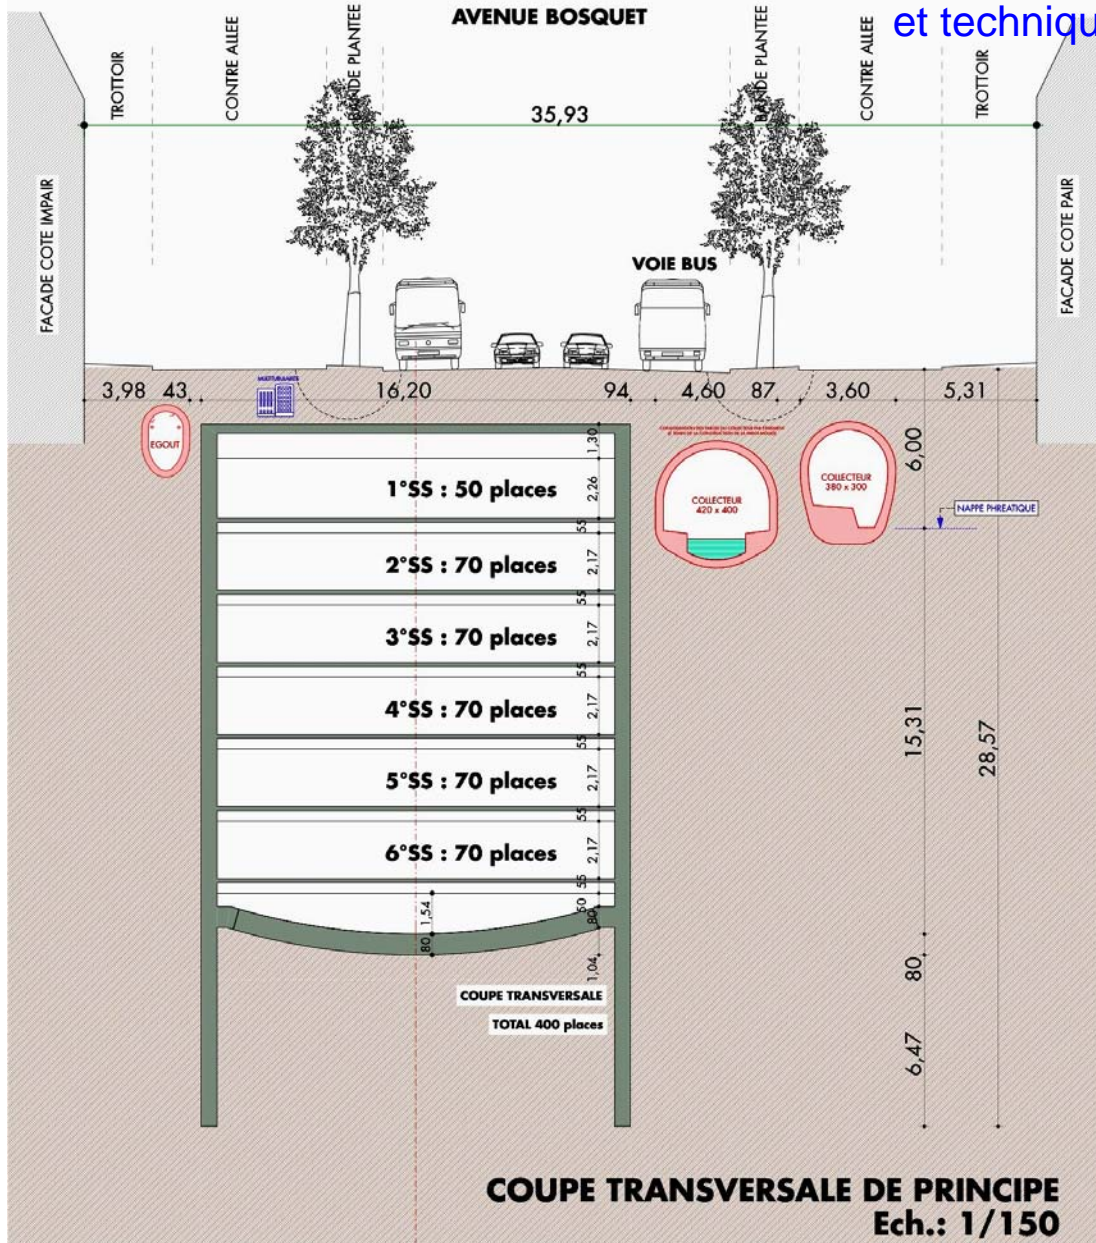 AVENUE BOSQUET
et techniqu
TROTTOIR
CONTRE ALLEE
BANDE PLANTEE
BANDE PLANTEE
CONTRE ALLEE
TROTTOIR
35,93
FACADE COTE IMPAIR
FACADE COTE PAIR
VOIE BUS
3,98 43 16,20 94 4,60 87 3,60 5,31
EGOUT
COLLECTEUR
420 x 400
COLLECTEUR
380 x 300
NAPPE PHREATIQUE
6,00
15,31
28,57
80
6,47
1,30
1°SS : 50 places
2,26
55
2°SS : 70 places
2,17
55
3°SS : 70 places
2,17
55
4°SS : 70 places
2,17
55
5°SS : 70 places
2,17
55
6°SS : 70 places
2,17
55
50
80
1,54
80
1,04
COUPE TRANSVERSALE
TOTAL 400 places
COUPE TRANSVERSALE DE PRINCIPE
Ech.: 1/150